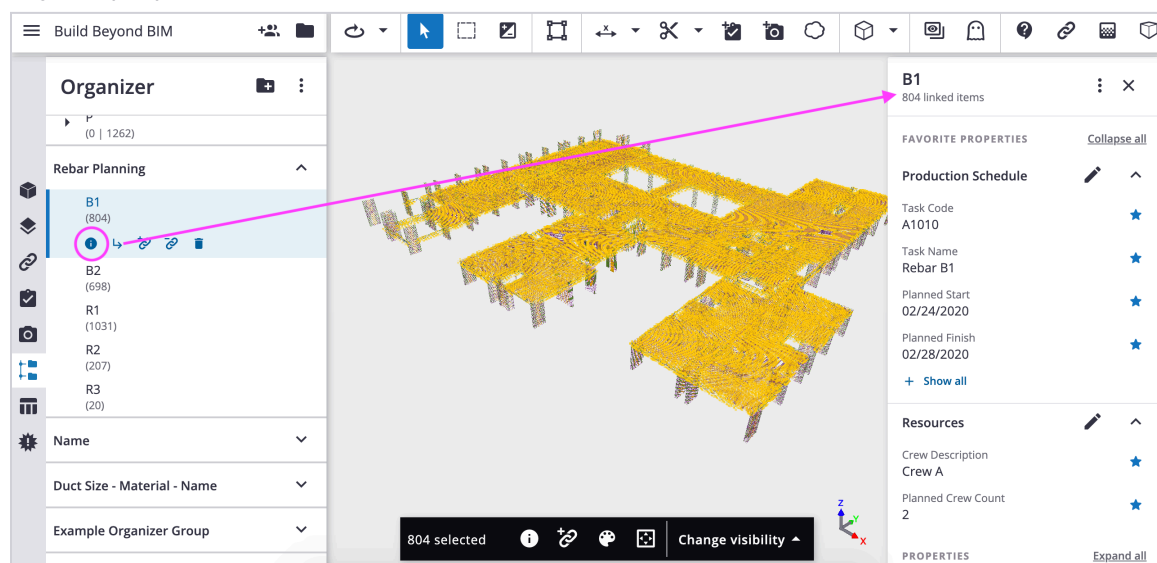 Build Beyond BIM
Organizer
P
(0 | 1262)
Rebar Planning
B1
(804)
B2
(698)
R1
(1031)
R2
(207)
R3
(20)
Name
Duct Size - Material - Name
Example Organizer Group
804 selected
Change visibility
Z
Y
X
B1
804 linked items
FAVORITE PROPERTIES
Collapse all
Production Schedule
Task Code
A1010
Task Name
Rebar B1
Planned Start
02/24/2020
Planned Finish
02/28/2020
+ Show all
Resources
Crew Description
Crew A
Planned Crew Count
2
PROPERTIES
Expand all